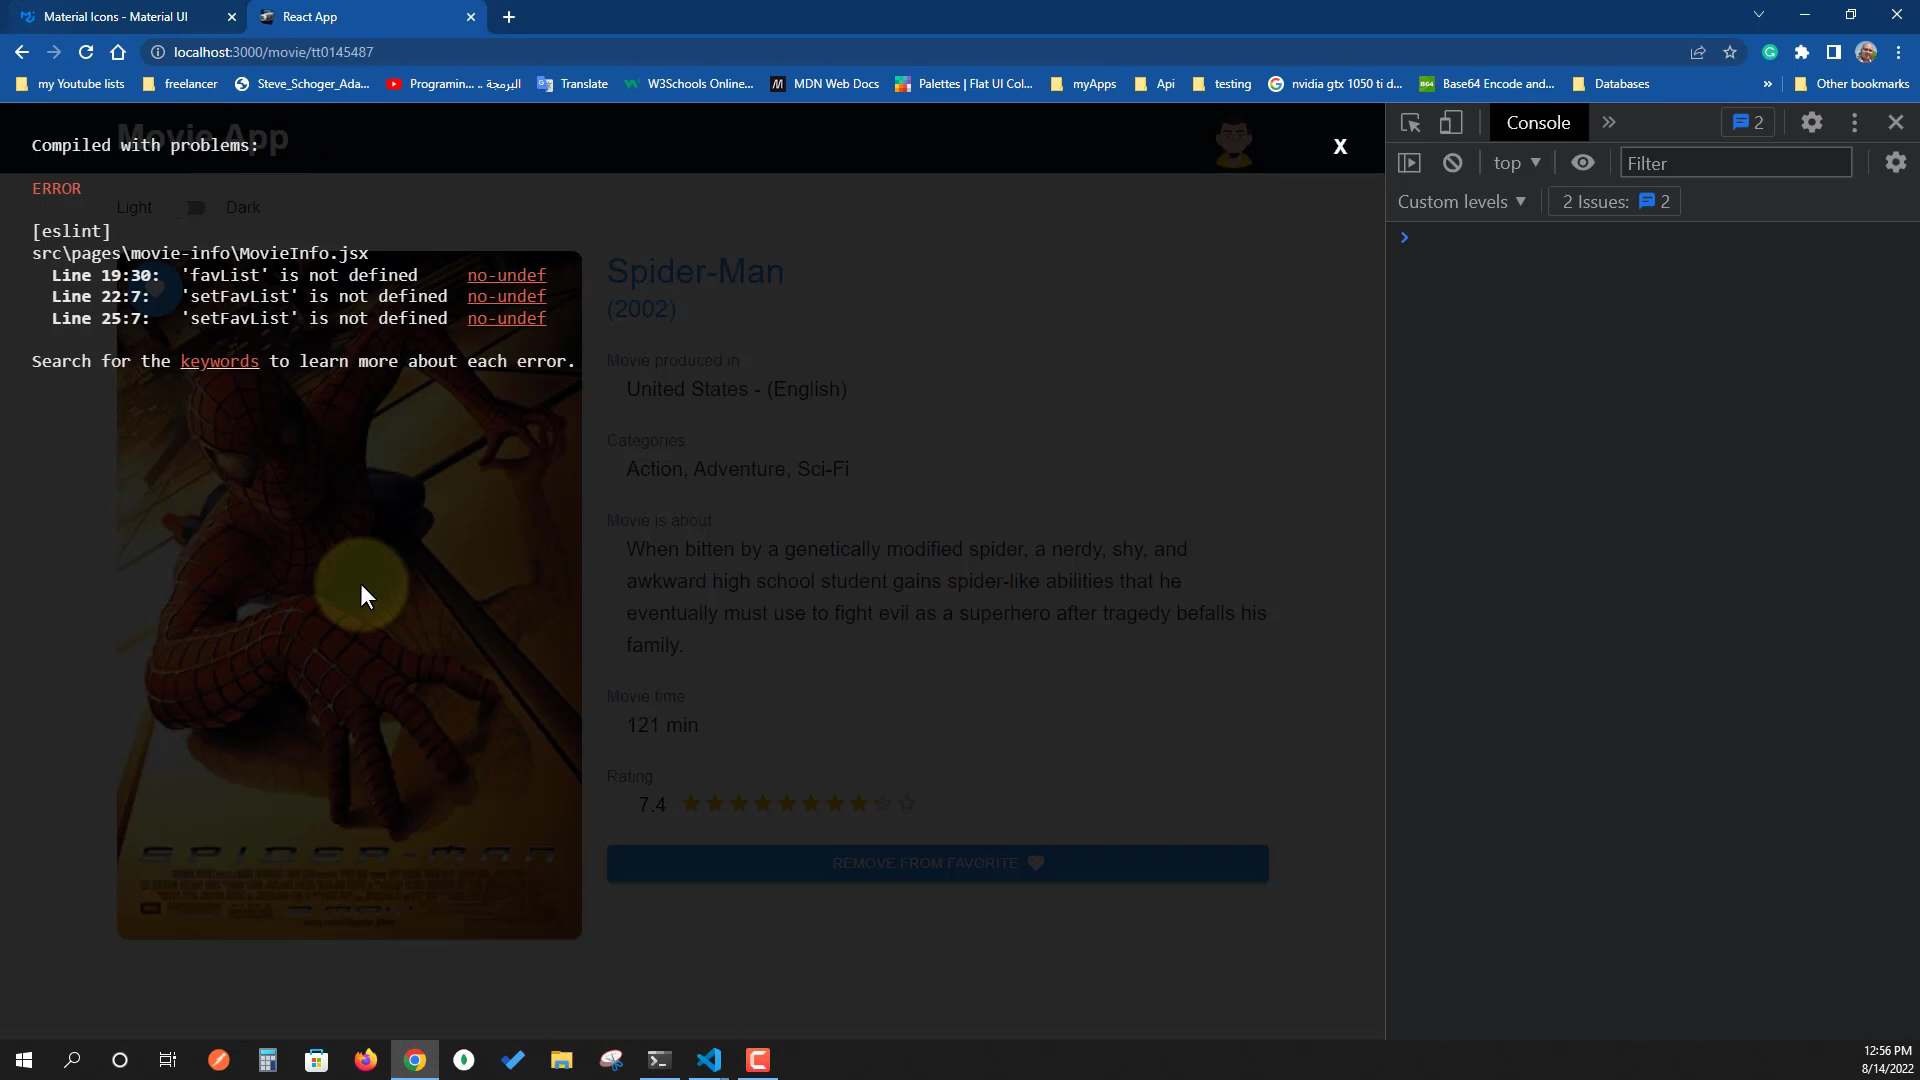 Material Icons - Material UI
React App
localhost:3000/movie/tt0145487
my Youtube lists
freelancer
Steve_Schoger_Ada...
Programin... .. البرمجة
Translate
W3Schools Online...
MDN Web Docs
Palettes | Flat UI Col...
myApps
Api
testing
nvidia gtx 1050 ti d...
Base64 Encode and...
Databases
»
Other bookmarks
Movie App
Compiled with problems:
X
ERROR
Light
Dark
[eslint]
src\pages\movie-info\MovieInfo.jsx
Line 19:30: 'favList' is not defined no-undef
Line 22:7: 'setFavList' is not defined no-undef
Line 25:7: 'setFavList' is not defined no-undef
Search for the keywords to learn more about each error.
Spider-Man
(2002)
Movie produced in
United States - (English)
Categories
Action, Adventure, Sci-Fi
Movie is about
When bitten by a genetically modified spider, a nerdy, shy, and
awkward high school student gains spider-like abilities that he
eventually must use to fight evil as a superhero after tragedy befalls his
family.
Movie time
121 min
Rating
7.4
REMOVE FROM FAVORITE
SPIDER-MAN
Console
»
2
top
Filter
Custom levels
2 Issues:
2
12:56 PM
8/14/2022